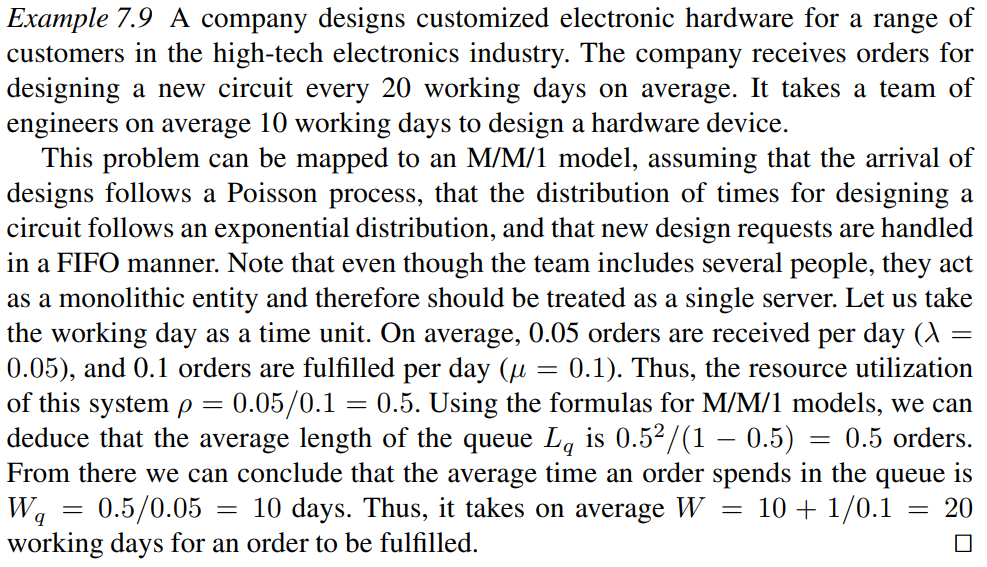 Example 7.9 A company designs customized electronic hardware for a range of
customers in the high-tech electronics industry. The company receives orders for
designing a new circuit every 20 working days on average. It takes a team of
engineers on average 10 working days to design a hardware device.
This problem can be mapped to an M/M/1 model, assuming that the arrival of
designs follows a Poisson process, that the distribution of times for designing a
circuit follows an exponential distribution, and that new design requests are handled
in a FIFO manner. Note that even though the team includes several people, they act
as a monolithic entity and therefore should be treated as a single server. Let us take
the working day as a time unit. On average, 0.05 orders are received per day (λ =
0.05), and 0.1 orders are fulfilled per day (μ = 0.1). Thus, the resource utilization
of this system ρ = 0.05/0.1 = 0.5. Using the formulas for M/M/1 models, we can
deduce that the average length of the queue L_q is 0.5²/(1 − 0.5) = 0.5 orders.
From there we can conclude that the average time an order spends in the queue is
W_q = 0.5/0.05 = 10 days. Thus, it takes on average W = 10 + 1/0.1 = 20
working days for an order to be fulfilled. □